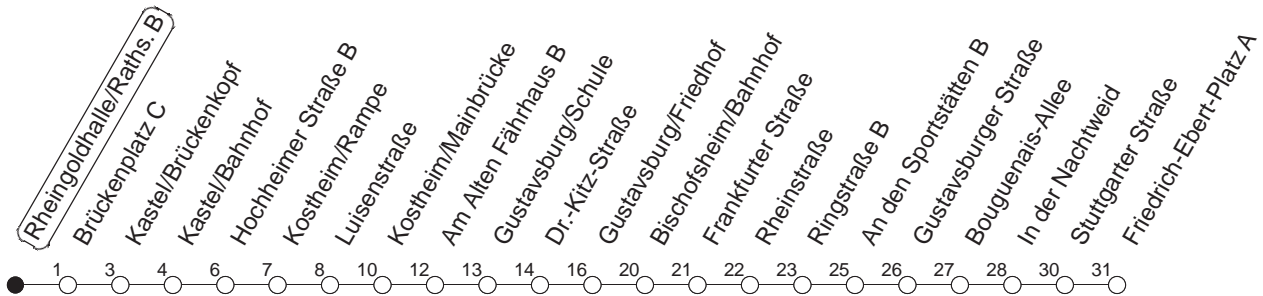 Rheingoldhalle/Raths. B
Brückenplatz C
Kastel/Brückenkopf
Kastel/Bahnhof
Hochheimer Straße B
Kostheim/Rampe
Luisenstraße
Kostheim/Mainbrücke
Am Alten Fährhaus B
Gustavsburg/Schule
Dr.-Kitz-Straße
Gustavsburg/Friedhof
Bischofsheim/Bahnhof
Frankfurter Straße
Rheinstraße
Ringstraße B
An den Sportstätten B
Gustavsburger Straße
Bouguenais-Allee
In der Nachtweid
Stuttgarter Straße
Friedrich-Ebert-Platz A
1 3 4 6 7 8 10 12 13 14 16 20 21 22 23 25 26 27 28 30 31